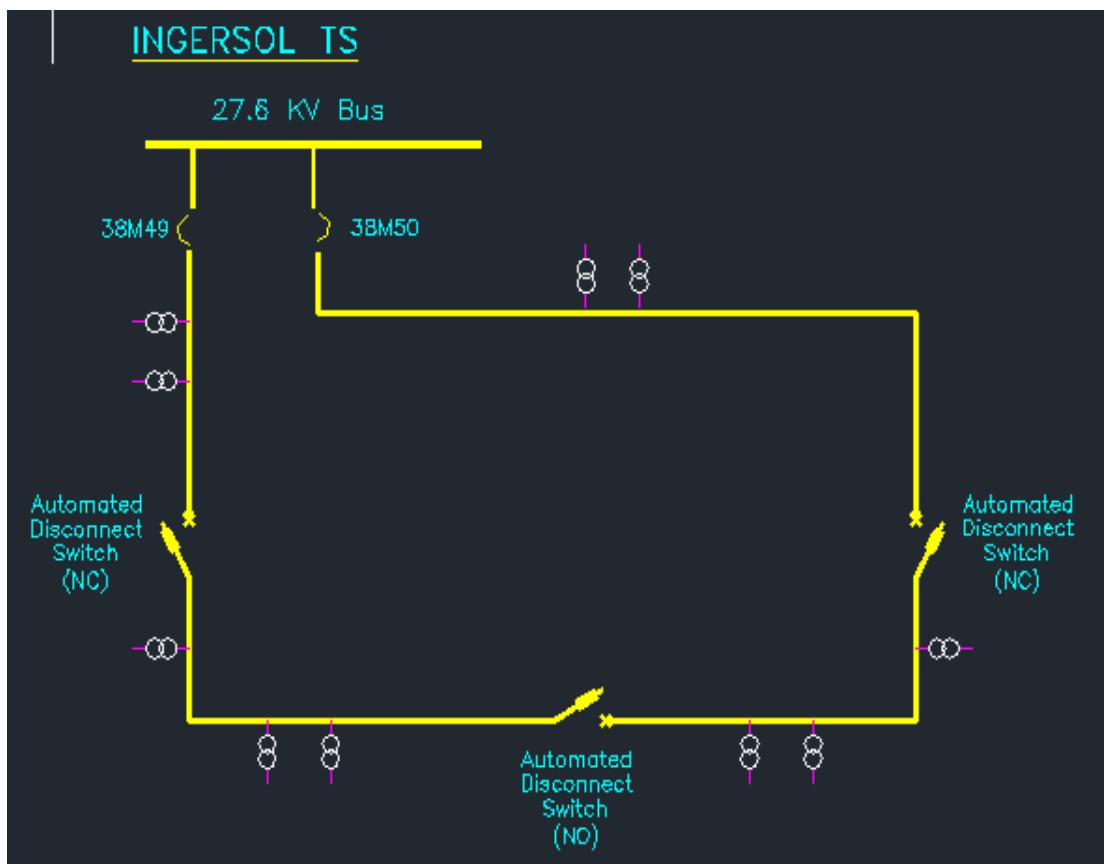 INGERSOL TS
27.6 KV Bus
38M49
38M50
Automated
Disconnect
Switch
(NC)
Automated
Disconnect
Switch
(NC)
Automated
Disconnect
Switch
(NO)